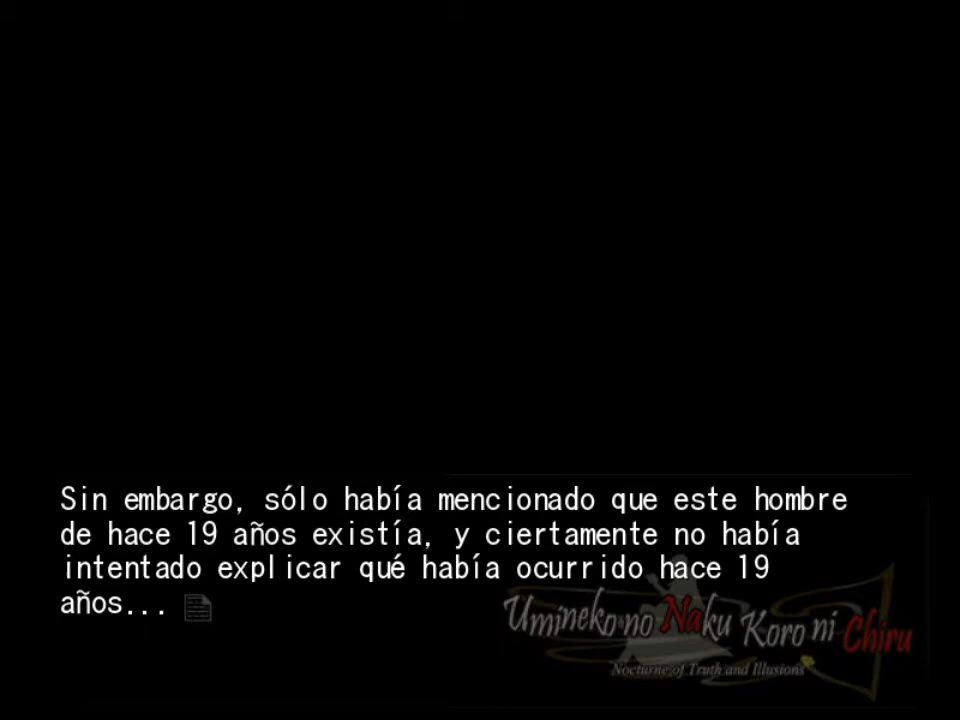 Sin embargo, sólo había mencionado que este hombre
de hace 19 años existía, y ciertamente no había
intentado explicar qué había ocurrido hace 19
años...
Umineko no Naku Koro ni Chiru
Nocturne of Truth and Illusions